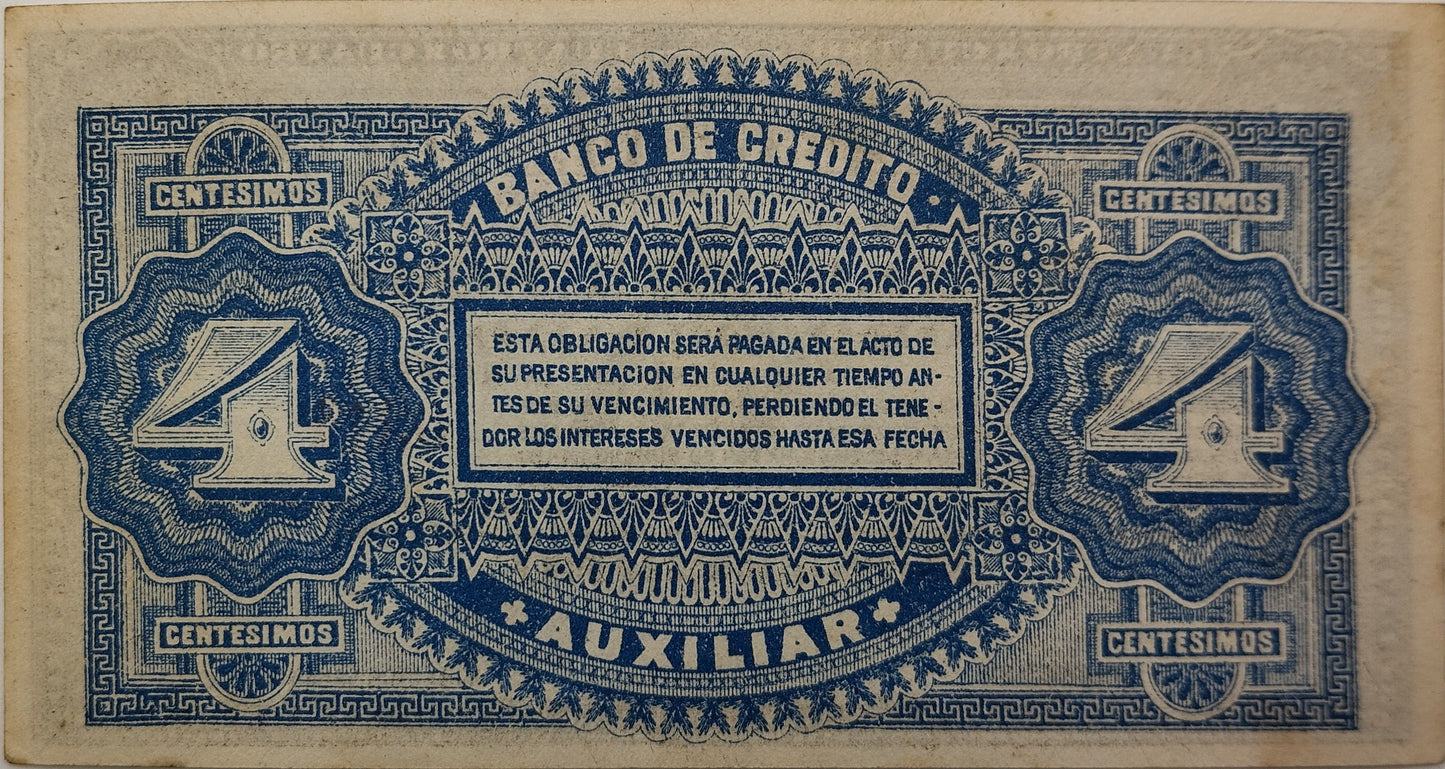 BANCO DE CREDITO
CENTESIMOS
CENTESIMOS
4
ESTA OBLIGACION SERÁ PAGADA EN EL ACTO DE
SU PRESENTACION EN CUALQUIER TIEMPO AN-
TES DE SU VENCIMIENTO, PERDIENDO EL TENE-
DOR LOS INTERESES VENCIDOS HASTA ESA FECHA
4
CENTESIMOS
CENTESIMOS
AUXILIAR